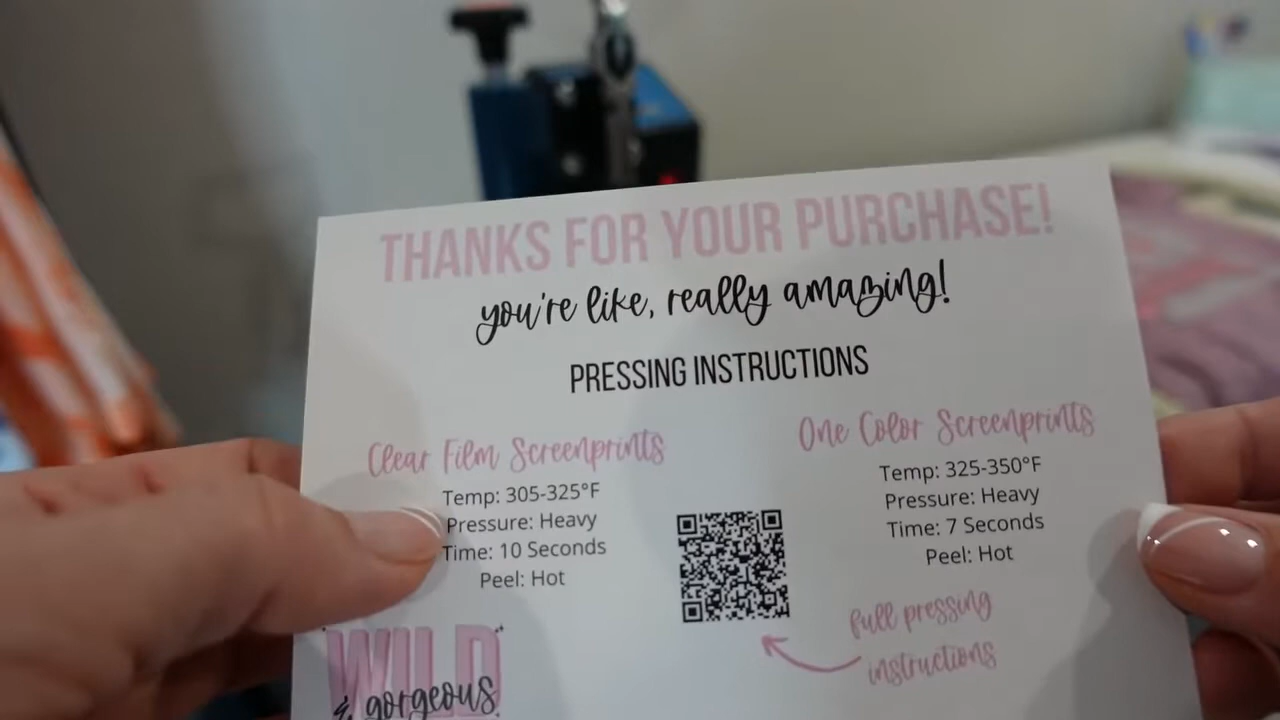 THANKS FOR YOUR PURCHASE!
you're like, really amazing!
PRESSING INSTRUCTIONS
Clear Film Screenprints
Temp: 305-325°F
Pressure: Heavy
Time: 10 Seconds
Peel: Hot
One Color Screenprints
Temp: 325-350°F
Pressure: Heavy
Time: 7 Seconds
Peel: Hot
full pressing
instructions
WILD
& gorgeous